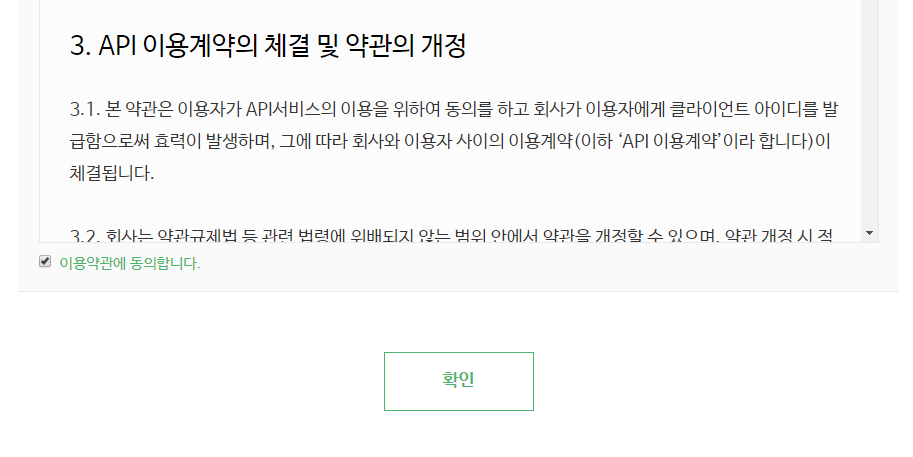 3. API 이용계약의 체결 및 약관의 개정
3.1. 본 약관은 이용자가 API서비스의 이용을 위하여 동의를 하고 회사가 이용자에게 클라이언트 아이디를 발
급함으로써 효력이 발생하며, 그에 따라 회사와 이용자 사이의 이용계약(이하 ‘API 이용계약’이라 합니다)이
체결됩니다.
3.2. 회사는 약관규제법 등 관련 법령에 위배되지 않는 범위 안에서 약관을 개정할 수 있으며, 약관 개정 시 적
이용약관에 동의합니다.
확인